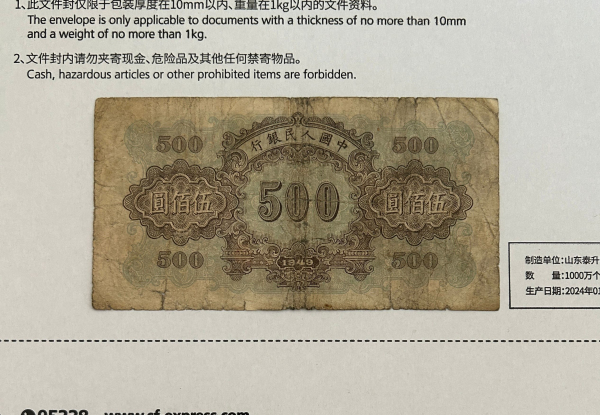 1、此文件封仅限于包装厚度在10mm以内、重量在1kg以内的文件资料。
The envelope is only applicable to documents with a thickness of no more than 10mm
and a weight of no more than 1kg.
2、文件封内请勿夹寄现金、危险品及其他任何禁寄物品。
Cash, hazardous articles or other prohibited items are forbidden.
500 500
行銀民人國中
圓佰伍 500 圓佰伍
500 1949 500
制造单位:山东泰升
数 量:1000万个
生产日期:2024年01
95338 www.sf-express.com